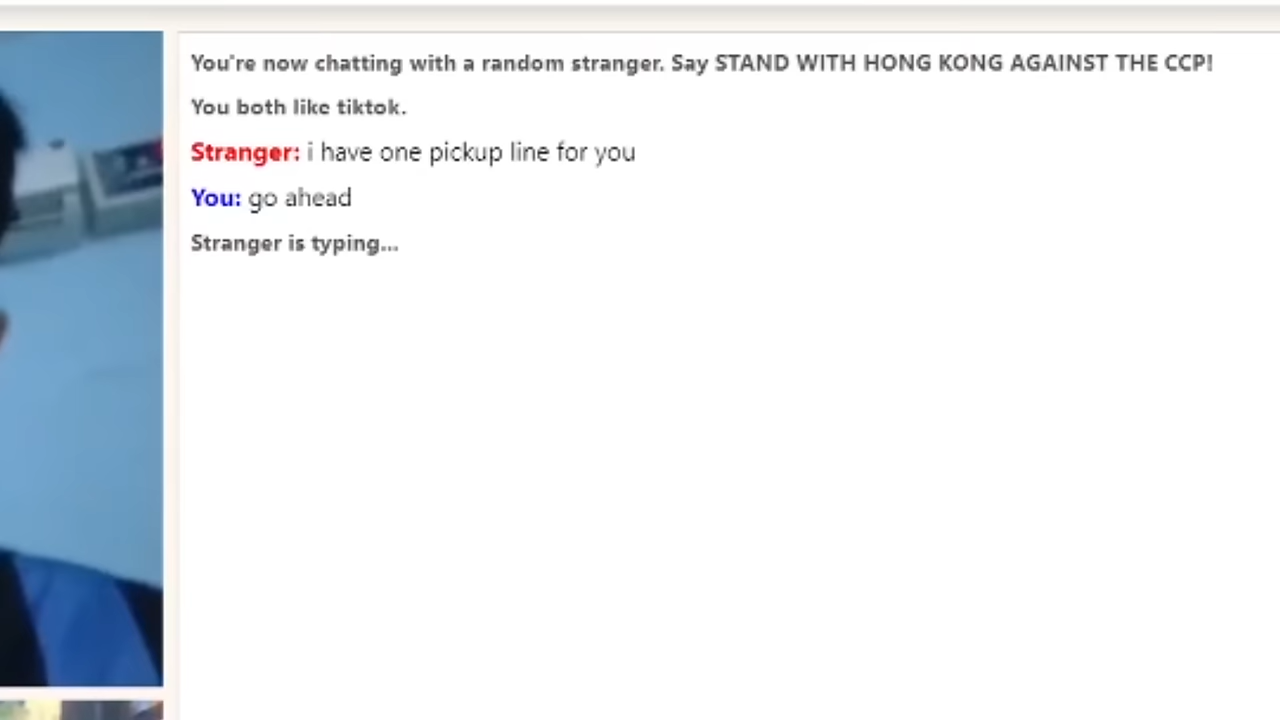 You're now chatting with a random stranger. Say STAND WITH HONG KONG AGAINST THE CCP!
You both like tiktok.
Stranger: i have one pickup line for you
You: go ahead
Stranger is typing...